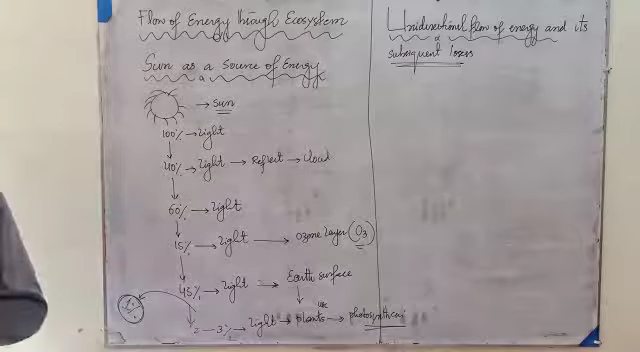 Flow of Energy through Ecosystem
Sun as a Source of Energy
→ Sun
100% → Light
40% → Light → Reflect → Cloud
60% → Light
15% → Light → Ozone Layer (O3)
45% → Light → Earth surface
2 - 3% → Light → plants use → photosynthesi
Unidirectional flow of energy and its
subsequent losses